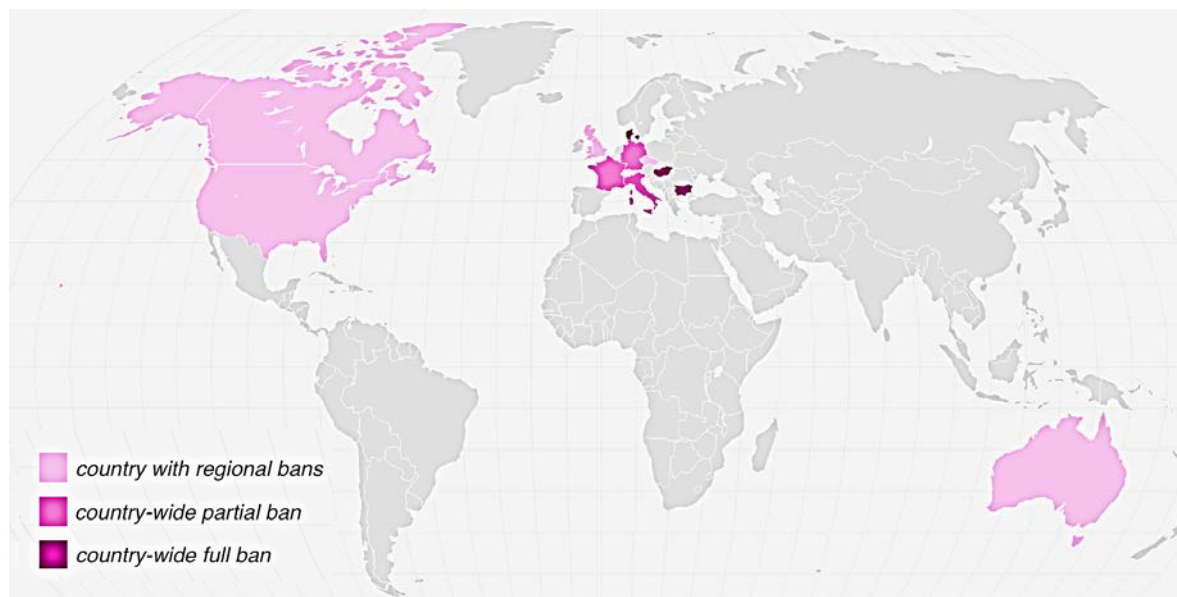 country with regional bans
country-wide partial ban
country-wide full ban